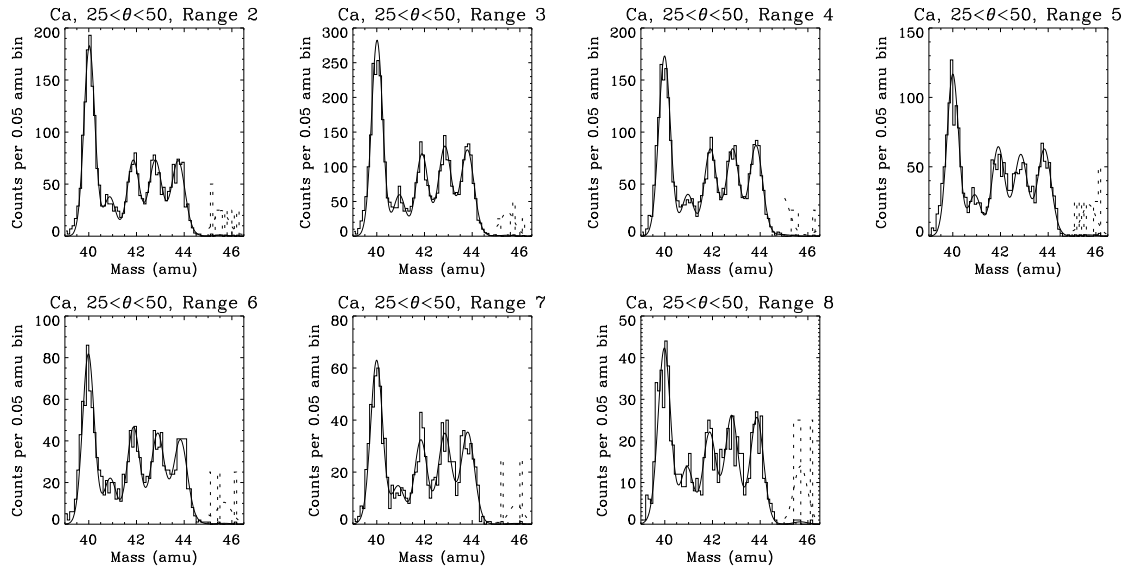 Ca, 25<θ<50, Range 2
Counts per 0.05 amu bin
200
150
100
50
0
40 42 44 46
Mass (amu)
Ca, 25<θ<50, Range 3
Counts per 0.05 amu bin
300
250
200
150
100
50
0
40 42 44 46
Mass (amu)
Ca, 25<θ<50, Range 4
Counts per 0.05 amu bin
200
150
100
50
0
40 42 44 46
Mass (amu)
Ca, 25<θ<50, Range 5
Counts per 0.05 amu bin
150
100
50
0
40 42 44 46
Mass (amu)
Ca, 25<θ<50, Range 6
Counts per 0.05 amu bin
100
80
60
40
20
0
40 42 44 46
Mass (amu)
Ca, 25<θ<50, Range 7
Counts per 0.05 amu bin
80
60
40
20
0
40 42 44 46
Mass (amu)
Ca, 25<θ<50, Range 8
Counts per 0.05 amu bin
50
40
30
20
10
0
40 42 44 46
Mass (amu)